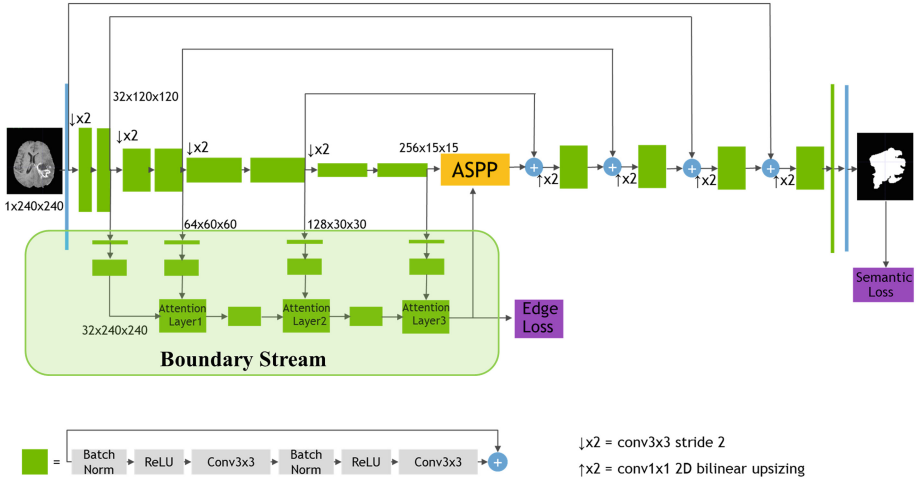 ↓x2
32x120x120
↓x2
↓x2
↓x2
256x15x15
ASPP
↑x2
↑x2
↑x2
↑x2
1x240x240
64x60x60
128x30x30
Attention
Layer1
Attention
Layer2
Attention
Layer3
32x240x240
Edge
Loss
Semantic
Loss
Boundary Stream
=
Batch
Norm
ReLU
Conv3x3
Batch
Norm
ReLU
Conv3x3
↓x2 = conv3x3 stride 2
↑x2 = conv1x1 2D bilinear upsizing